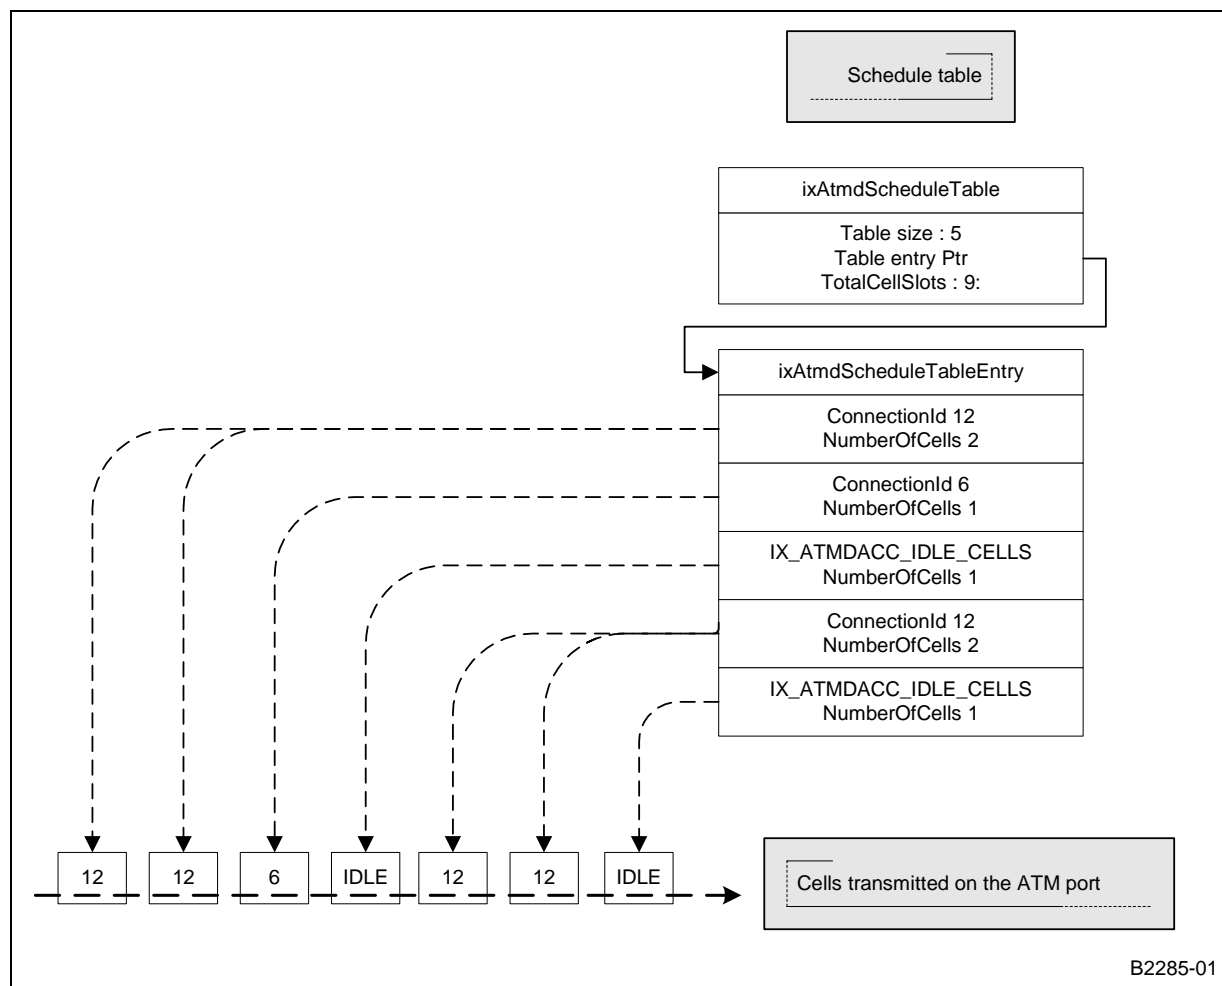 Schedule table
ixAtmdScheduleTable
Table size : 5
Table entry Ptr
TotalCellSlots : 9:
ixAtmdScheduleTableEntry
ConnectionId 12
NumberOfCells 2
ConnectionId 6
NumberOfCells 1
IX_ATMDACC_IDLE_CELLS
NumberOfCells 1
ConnectionId 12
NumberOfCells 2
IX_ATMDACC_IDLE_CELLS
NumberOfCells 1
12 12 6 IDLE 12 12 IDLE
Cells transmitted on the ATM port
B2285-01